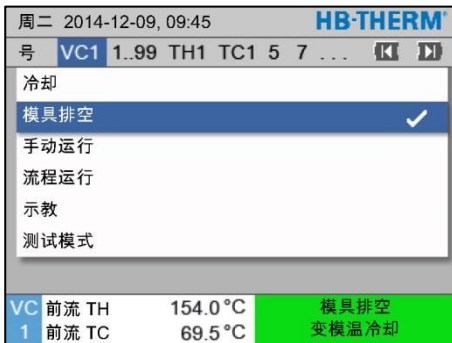 周二 2014-12-09, 09:45 HB-THERM®
号 VC1 1..99 TH1 TC1 5 7 ...
冷却
模具排空
手动运行
流程运行
示教
测试模式
VC 前流 TH 154.0 °C 模具排空
1 前流 TC 69.5 °C 变模温冷却